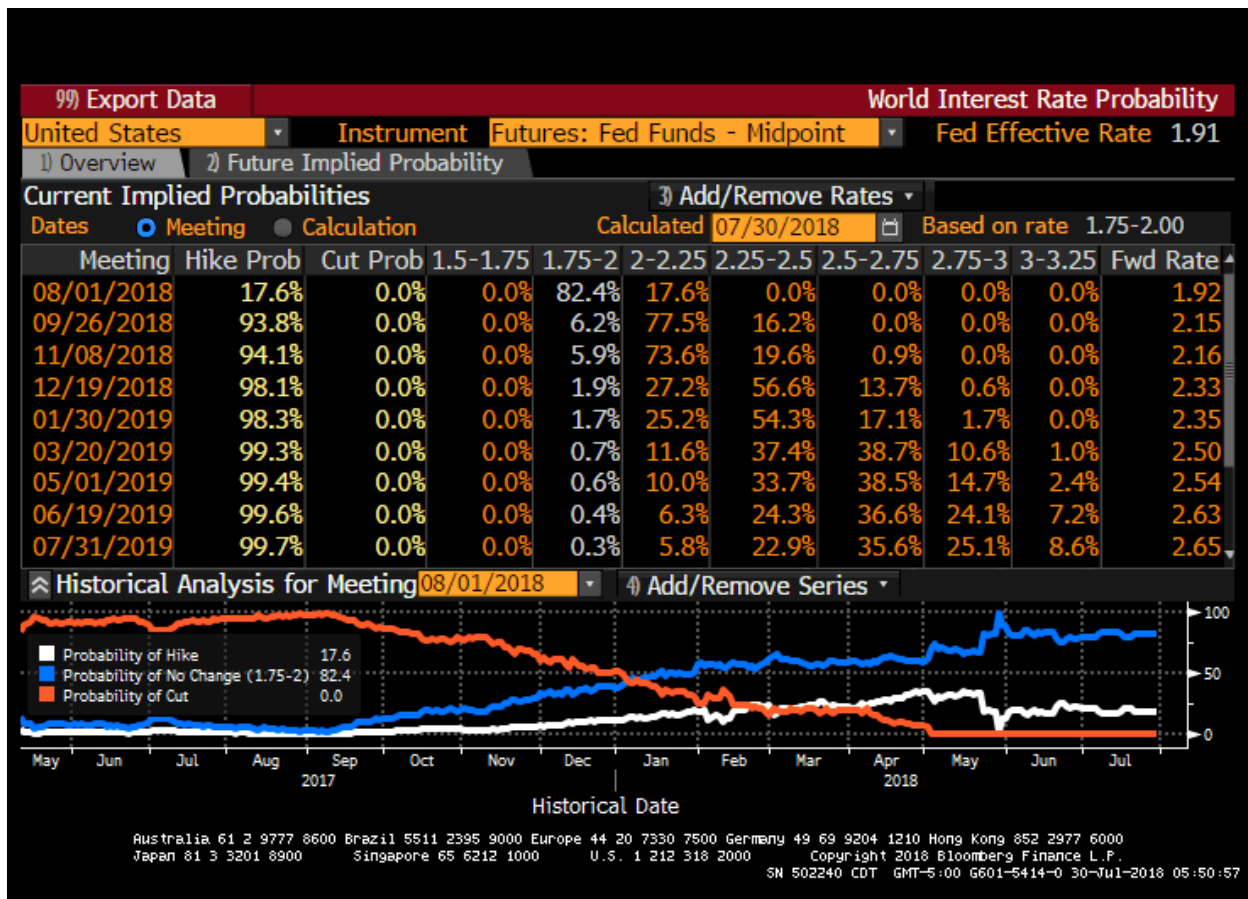 99) Export Data World Interest Rate Probability
United States Instrument Futures: Fed Funds - Midpoint Fed Effective Rate 1.91
1) Overview 2) Future Implied Probability
Current Implied Probabilities 3) Add/Remove Rates
Dates Meeting Calculation Calculated 07/30/2018 Based on rate 1.75-2.00
Meeting Hike Prob Cut Prob 1.5-1.75 1.75-2 2-2.25 2.25-2.5 2.5-2.75 2.75-3 3-3.25 Fwd Rate
08/01/2018 17.6% 0.0% 0.0% 82.4% 17.6% 0.0% 0.0% 0.0% 0.0% 1.92
09/26/2018 93.8% 0.0% 0.0% 6.2% 77.5% 16.2% 0.0% 0.0% 0.0% 2.15
11/08/2018 94.1% 0.0% 0.0% 5.9% 73.6% 19.6% 0.9% 0.0% 0.0% 2.16
12/19/2018 98.1% 0.0% 0.0% 1.9% 27.2% 56.6% 13.7% 0.6% 0.0% 2.33
01/30/2019 98.3% 0.0% 0.0% 1.7% 25.2% 54.3% 17.1% 1.7% 0.0% 2.35
03/20/2019 99.3% 0.0% 0.0% 0.7% 11.6% 37.4% 38.7% 10.6% 1.0% 2.50
05/01/2019 99.4% 0.0% 0.0% 0.6% 10.0% 33.7% 38.5% 14.7% 2.4% 2.54
06/19/2019 99.6% 0.0% 0.0% 0.4% 6.3% 24.3% 36.6% 24.1% 7.2% 2.63
07/31/2019 99.7% 0.0% 0.0% 0.3% 5.8% 22.9% 35.6% 25.1% 8.6% 2.65
Historical Analysis for Meeting 08/01/2018 4) Add/Remove Series
100
Probability of Hike 17.6
Probability of No Change (1.75-2) 82.4
50
Probability of Cut 0.0
0
May Jun Jul Aug Sep Oct Nov Dec Jan Feb Mar Apr May Jun Jul
2017 2018
Historical Date
Australia 61 2 9777 8600 Brazil 5511 2395 9000 Europe 44 20 7330 7500 Germany 49 69 9204 1210 Hong Kong 852 2977 6000
Japan 81 3 3201 8900 Singapore 65 6212 1000 U.S. 1 212 318 2000 Copyright 2018 Bloomberg Finance L.P.
SN 502240 CDT GMT-5:00 G601-5414-0 30-Jul-2018 05:50:57